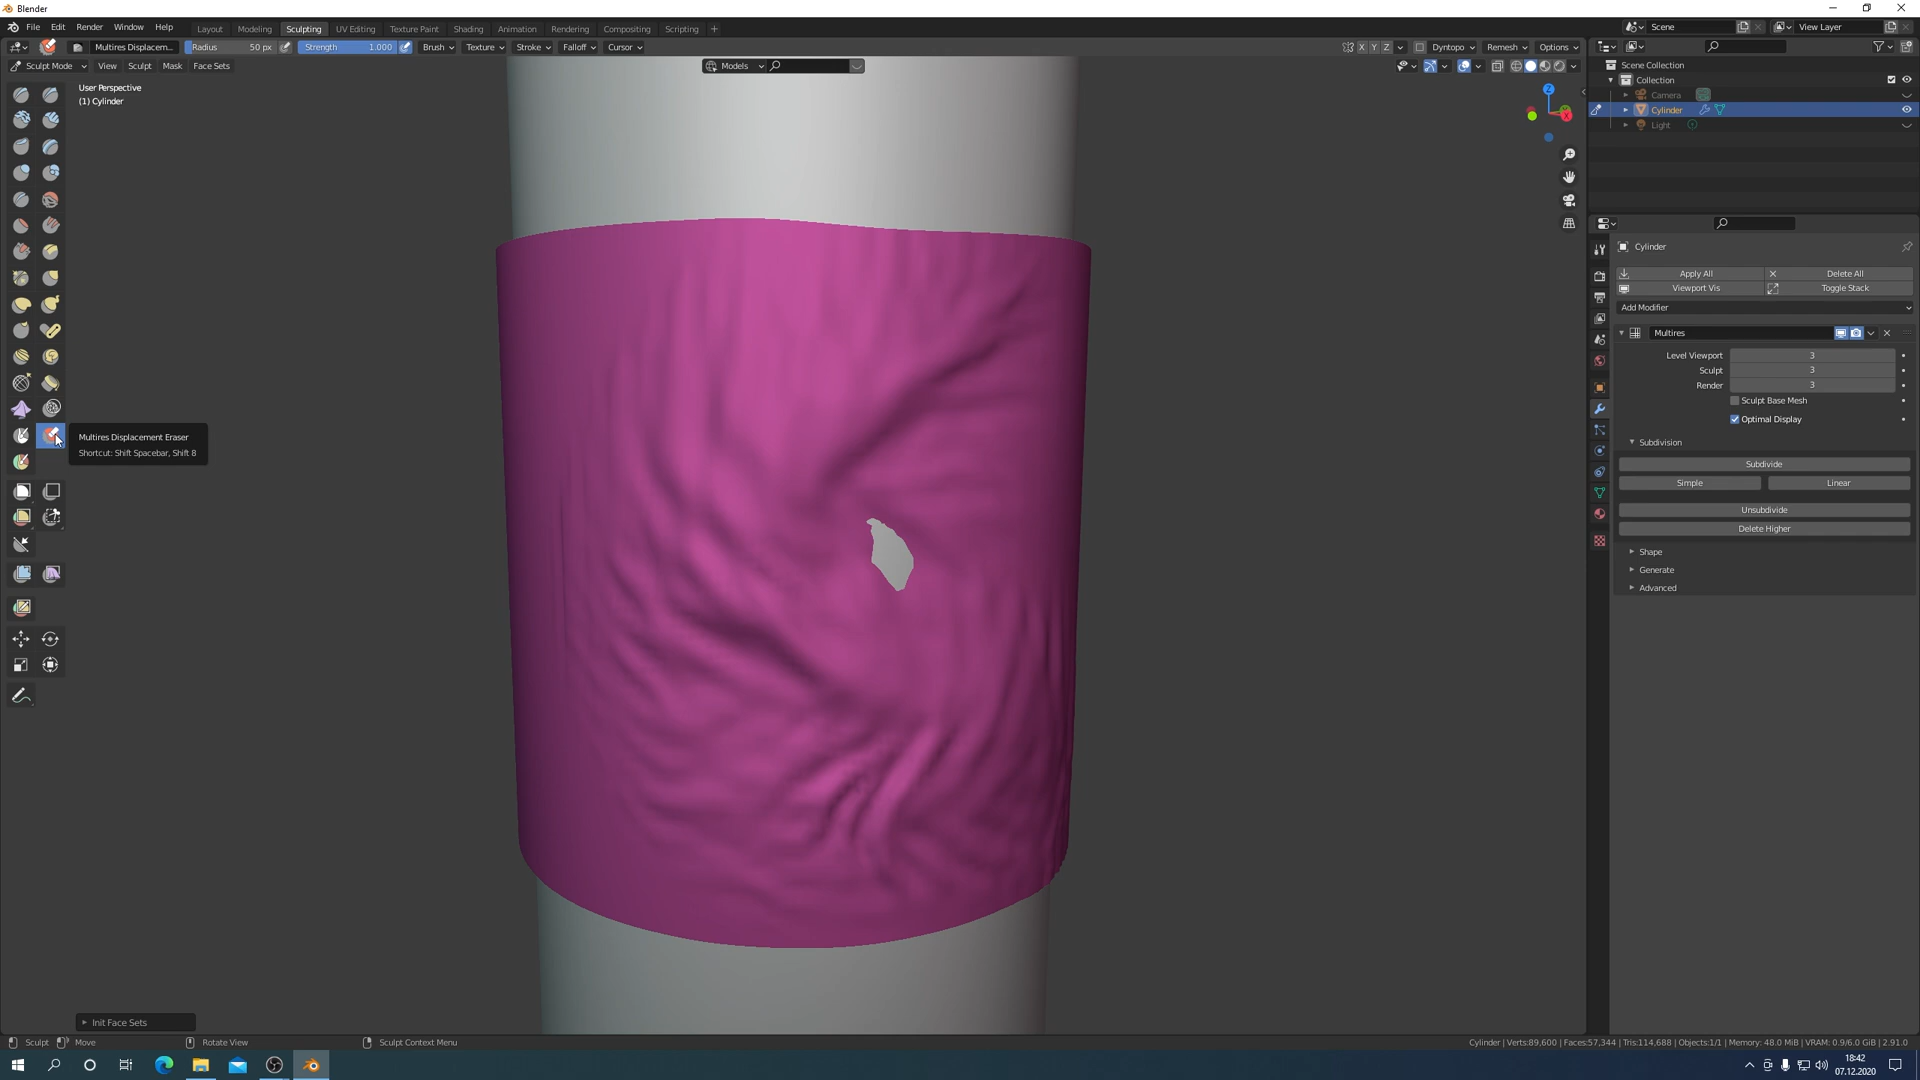 Blender
File Edit Render Window Help Layout Modeling Sculpting UV Editing Texture Paint Shading Animation Rendering Compositing Scripting +
Scene View Layer
Multires Displacem... Radius 50 px Strength 1.000 Brush Texture Stroke Falloff Cursor
X Y Z Dyntopo Remesh Options
Sculpt Mode View Sculpt Mask Face Sets
Models
User Perspective
(1) Cylinder
Z
X
Multires Displacement Eraser
Shortcut: Shift Spacebar, Shift 8
Init Face Sets
Scene Collection
Collection
Camera
Cylinder
Light
Cylinder
Apply All Delete All
Viewport Vis Toggle Stack
Add Modifier
Multires
Level Viewport 3
Sculpt 3
Render 3
Sculpt Base Mesh
Optimal Display
Subdivision
Subdivide
Simple Linear
Unsubdivide
Delete Higher
Shape
Generate
Advanced
Sculpt Move Rotate View Sculpt Context Menu
Cylinder | Verts:89,600 | Faces:57,344 | Tris:114,688 | Objects:1/1 | Memory: 48.0 MiB | VRAM: 0.9/6.0 GiB | 2.91.0
18:42
07.12.2020